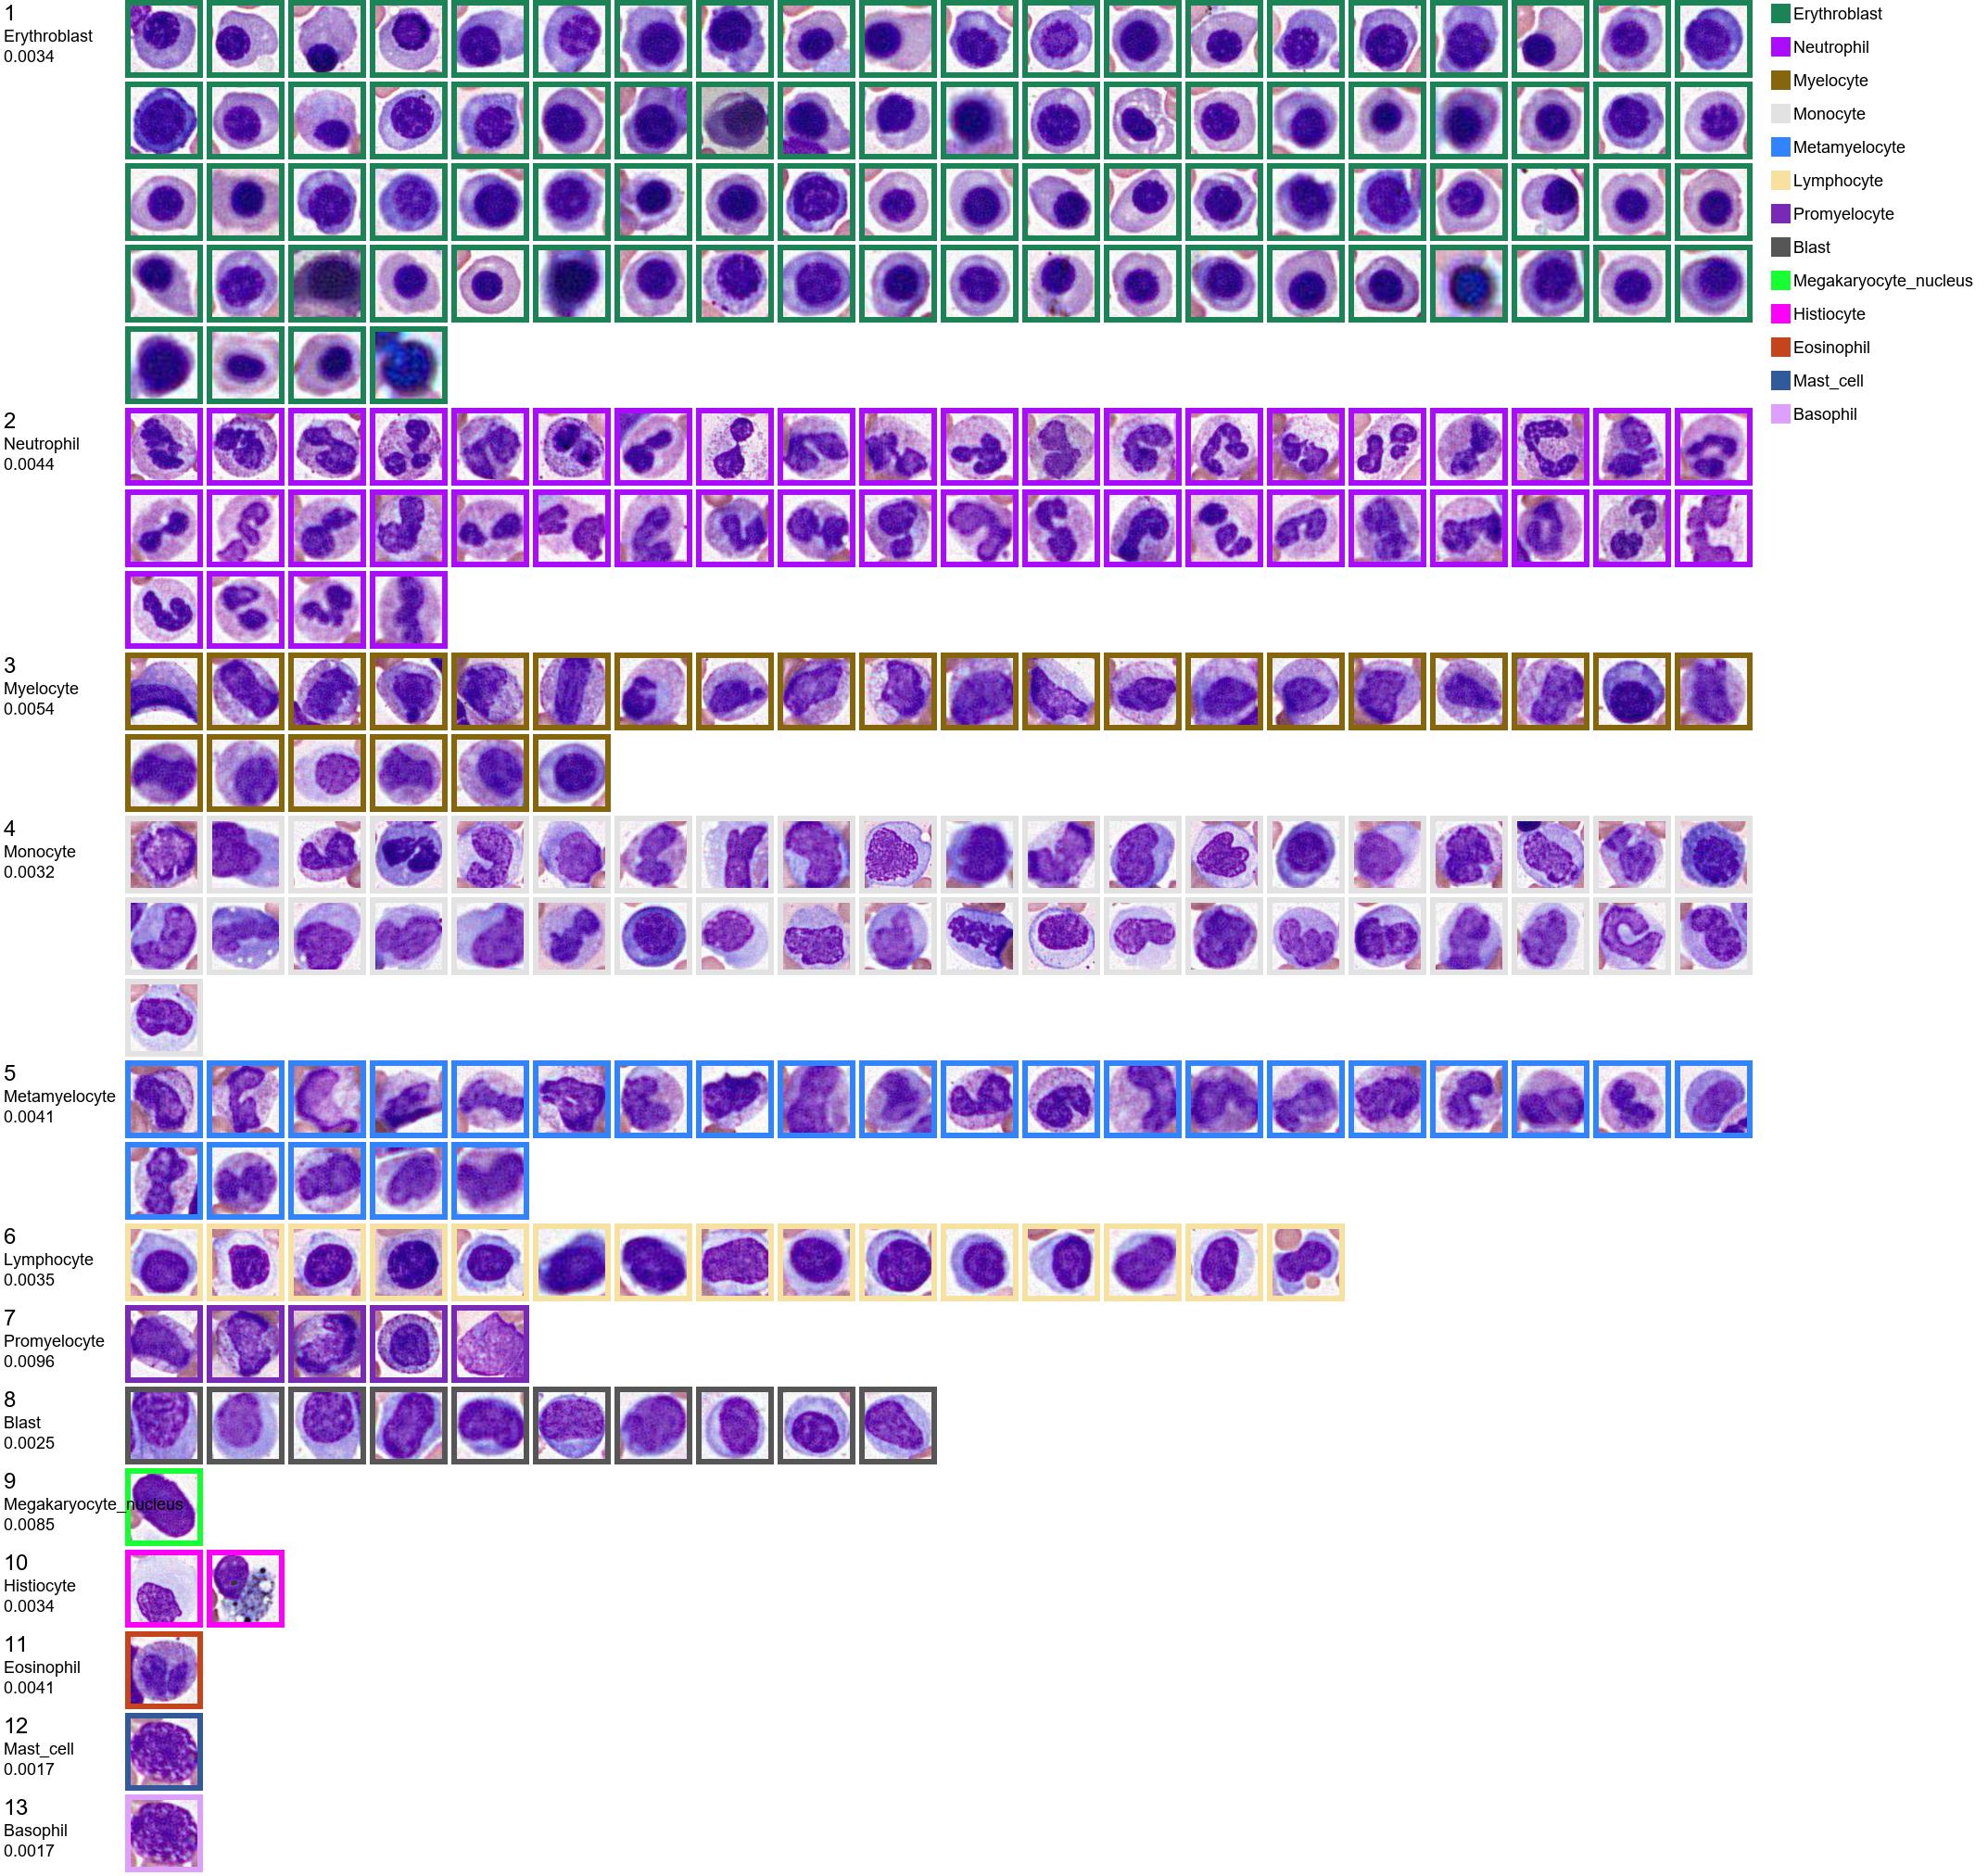 1
Erythroblast
0.0034
2
Neutrophil
0.0044
3
Myelocyte
0.0054
4
Monocyte
0.0032
5
Metamyelocyte
0.0041
6
Lymphocyte
0.0035
7
Promyelocyte
0.0096
8
Blast
0.0025
9
Megakaryocyte_nucleus
0.0085
10
Histiocyte
0.0034
11
Eosinophil
0.0041
12
Mast_cell
0.0017
13
Basophil
0.0017
Erythroblast
Neutrophil
Myelocyte
Monocyte
Metamyelocyte
Lymphocyte
Promyelocyte
Blast
Megakaryocyte_nucleus
Histiocyte
Eosinophil
Mast_cell
Basophil